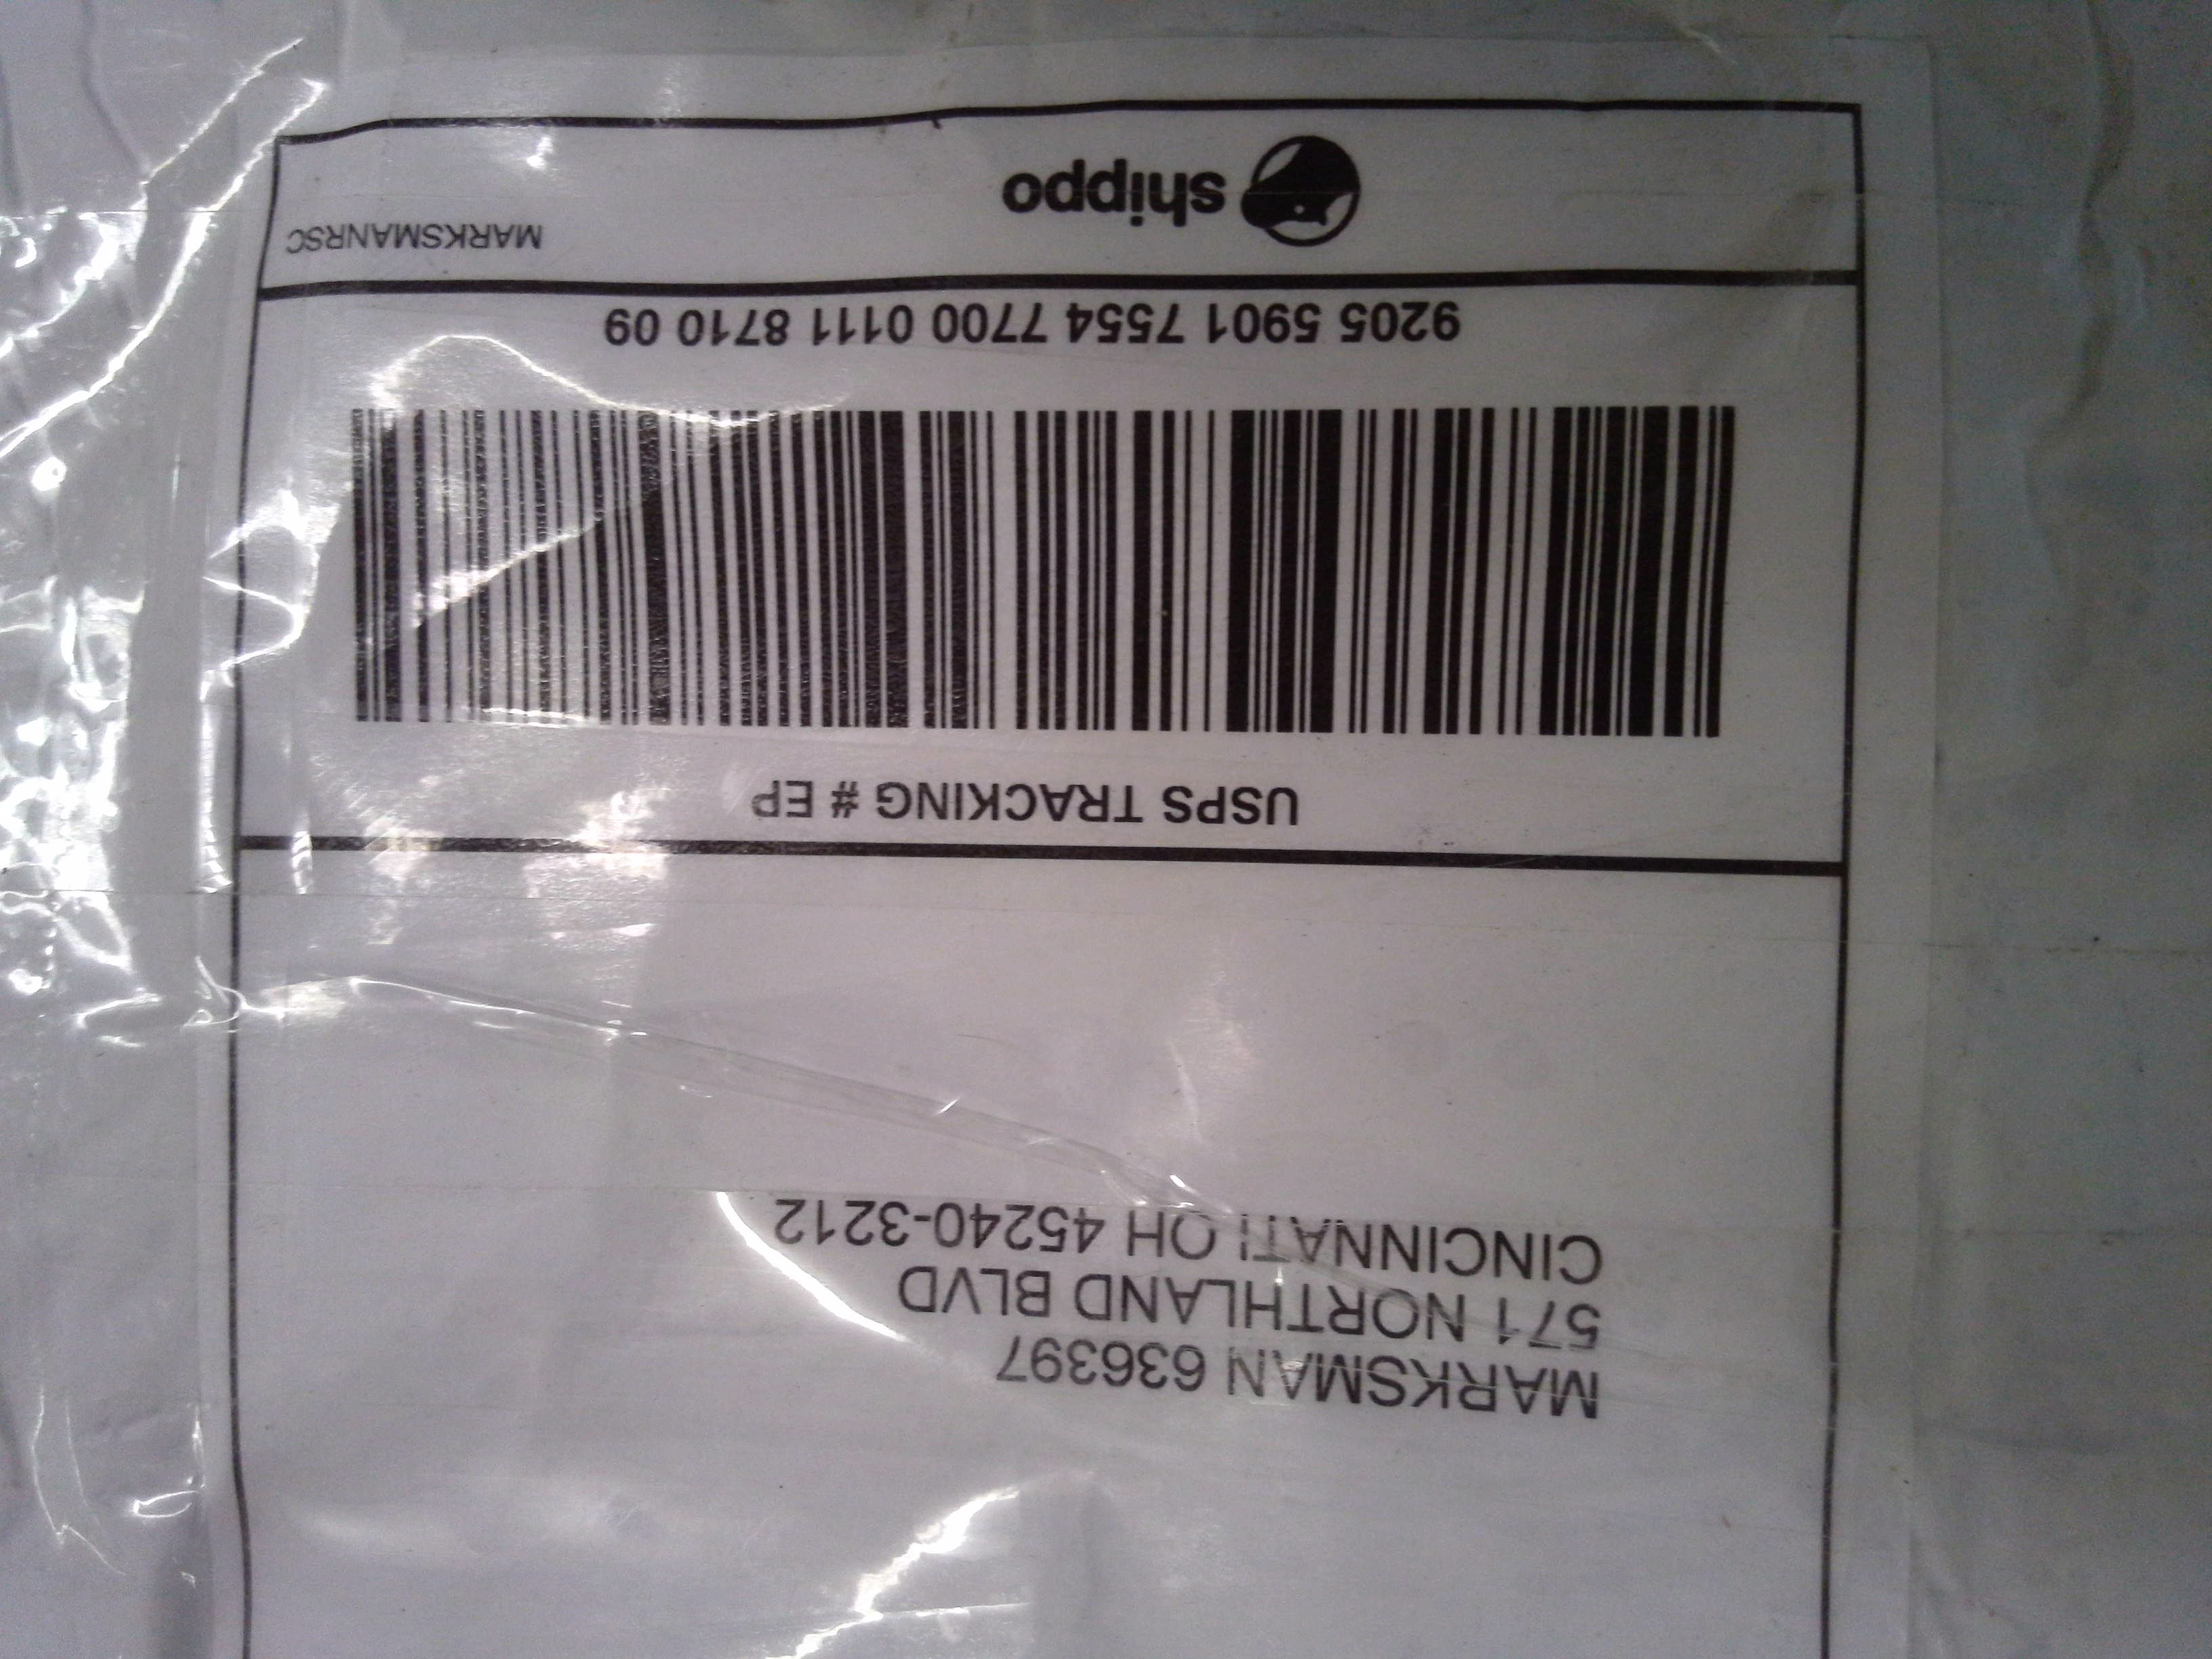 MARKSMAN 636397
571 NORTHLAND BLVD
CINCINNATI OH 45240-3212
USPS TRACKING # EP
9205 5901 7554 7700 0111 8710 09
shippo
MARKSMANRSC